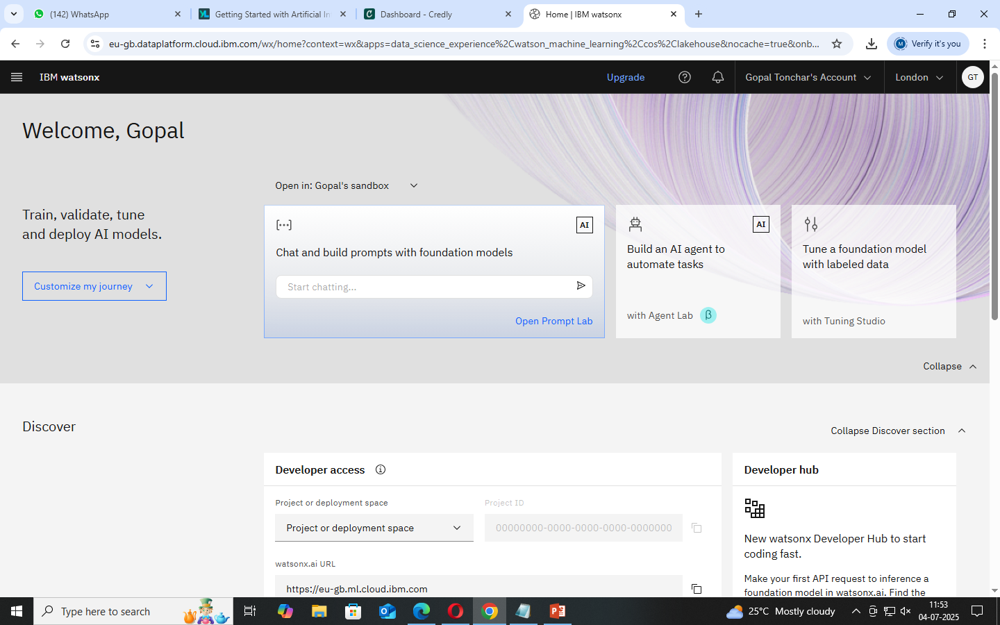 (142) WhatsApp
Getting Started with Artificial In
Dashboard - Credly
Home | IBM watsonx
eu-gb.dataplatform.cloud.ibm.com/wx/home?context=wx&apps=data_science_experience%2Cwatson_machine_learning%2Ccos%2Clakehouse&nocache=true&onb...
M
Verify it's you
IBM watsonx
Upgrade
Gopal Tonchar's Account
London
GT
Welcome, Gopal
Open in: Gopal's sandbox
Train, validate, tune
and deploy AI models.
Customize my journey
AI
Chat and build prompts with foundation models
Start chatting...
Open Prompt Lab
AI
Build an AI agent to
automate tasks
with Agent Lab β
Tune a foundation model
with labeled data
with Tuning Studio
Collapse
Discover
Collapse Discover section
Developer access
Project or deployment space
Project ID
Project or deployment space
00000000-0000-0000-0000-0000000
watsonx.ai URL
https://eu-gb.ml.cloud.ibm.com
Developer hub
New watsonx Developer Hub to start
coding fast.
Make your first API request to inference a
foundation model in watsonx.ai. Find the
Type here to search
25°C Mostly cloudy
11:53
04-07-2025